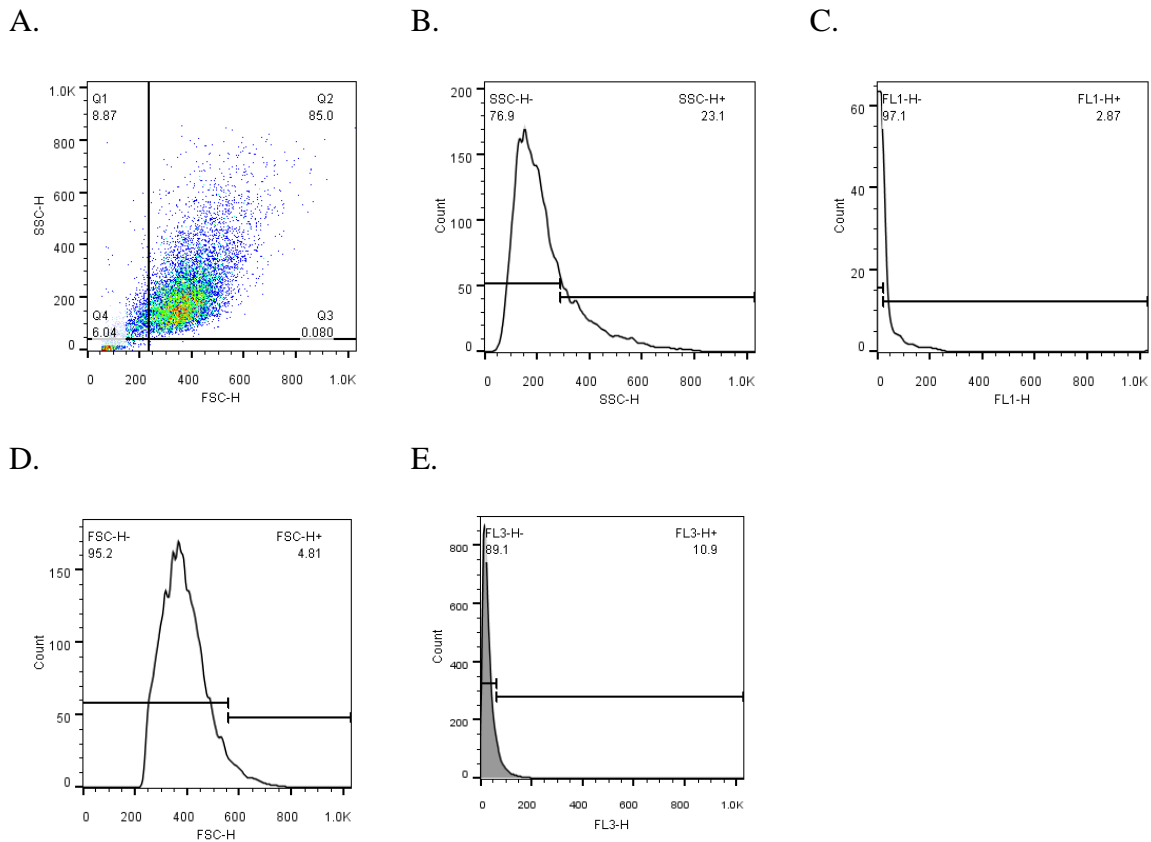 A.
B.
C.
Q1
8.87
Q2
85.0
Q4
6.04
Q3
0.080
1.0K
800
600
400
200
0
SSC-H
0 200 400 600 800 1.0K
FSC-H
SSC-H-
76.9
SSC-H+
23.1
200
150
100
50
0
Count
0 200 400 600 800 1.0K
SSC-H
FL1-H-
97.1
FL1-H+
2.87
60
40
20
0
Count
0 200 400 600 800 1.0K
FL1-H
D.
E.
FSC-H-
95.2
FSC-H+
4.81
150
100
50
0
Count
0 200 400 600 800 1.0K
FSC-H
FL3-H-
89.1
FL3-H+
10.9
800
600
400
200
0
Count
0 200 400 600 800 1.0K
FL3-H